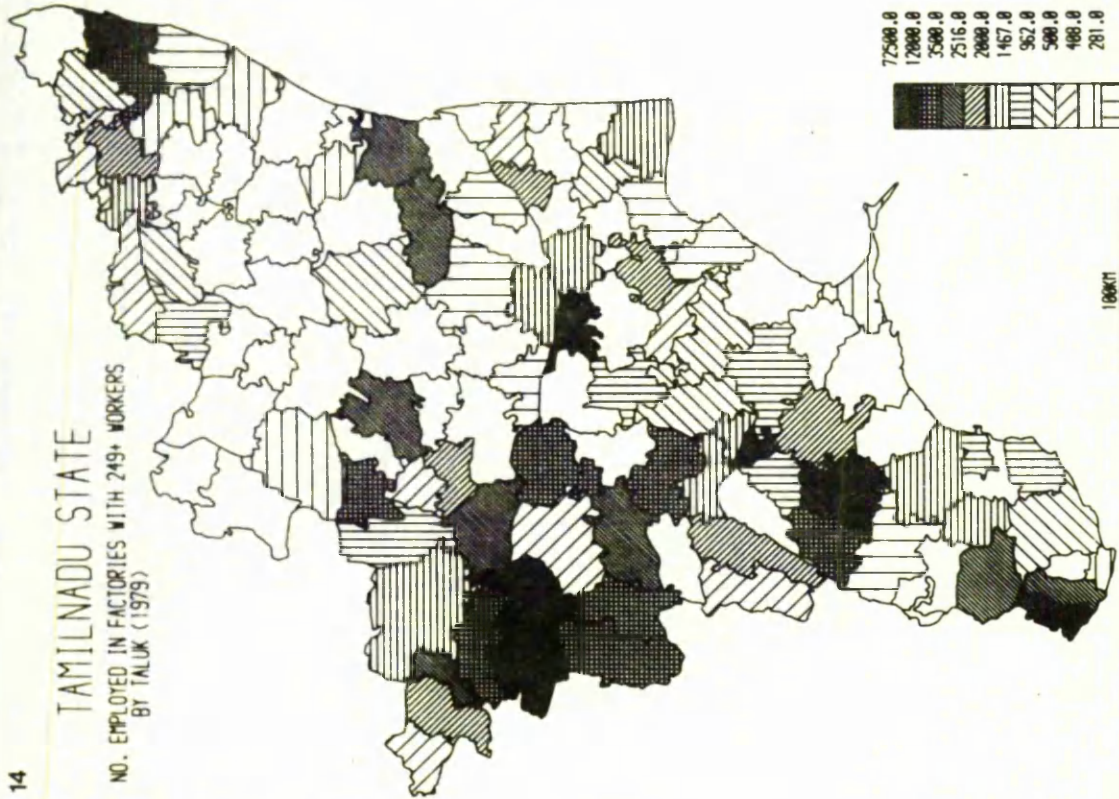 14
TAMILNADU STATE
NO. EMPLOYED IN FACTORIES WITH 249+ WORKERS
BY TALUK (1979)
72500.0
12000.0
3500.0
2516.0
2000.0
1467.0
962.0
500.0
408.0
281.0
100KM